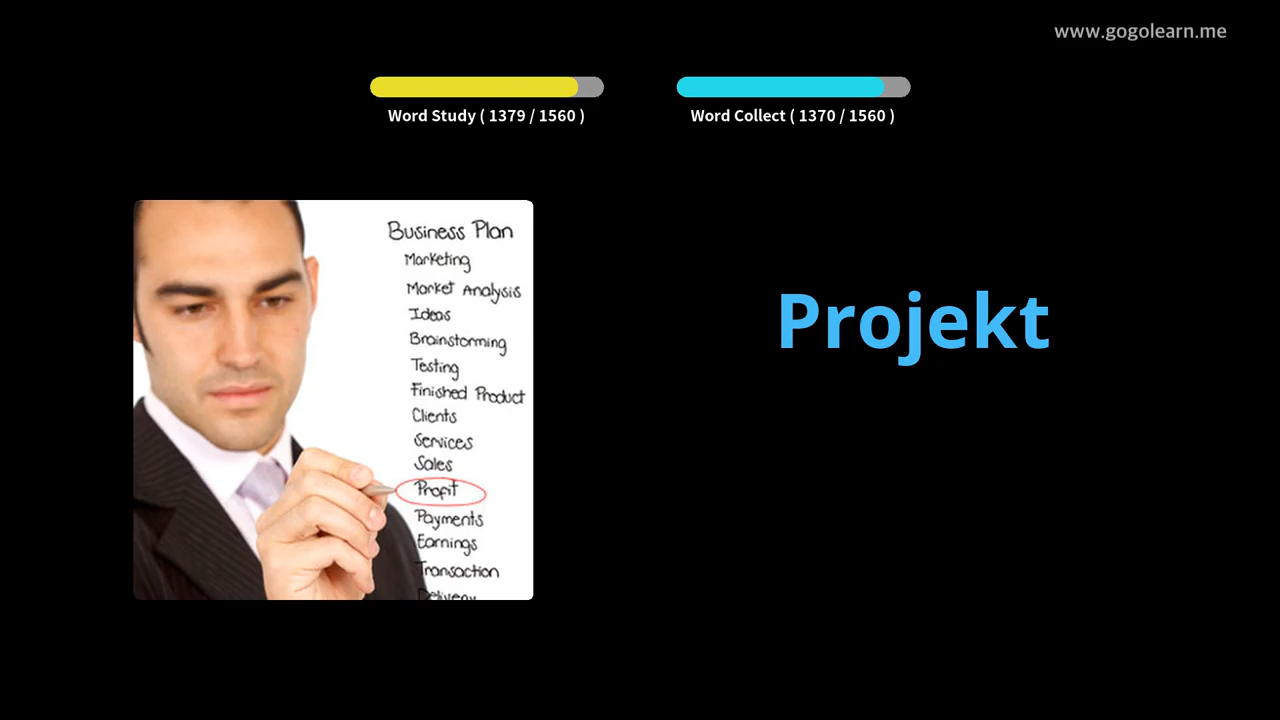 www.gogolearn.me
Word Study ( 1379 / 1560 )
Word Collect ( 1370 / 1560 )
Business Plan
Marketing
Market Analysis
Ideas
Brainstorming
Testing
Finished Product
Clients
Services
Sales
Profit
Payments
Earnings
Transaction
Delivery
Projekt